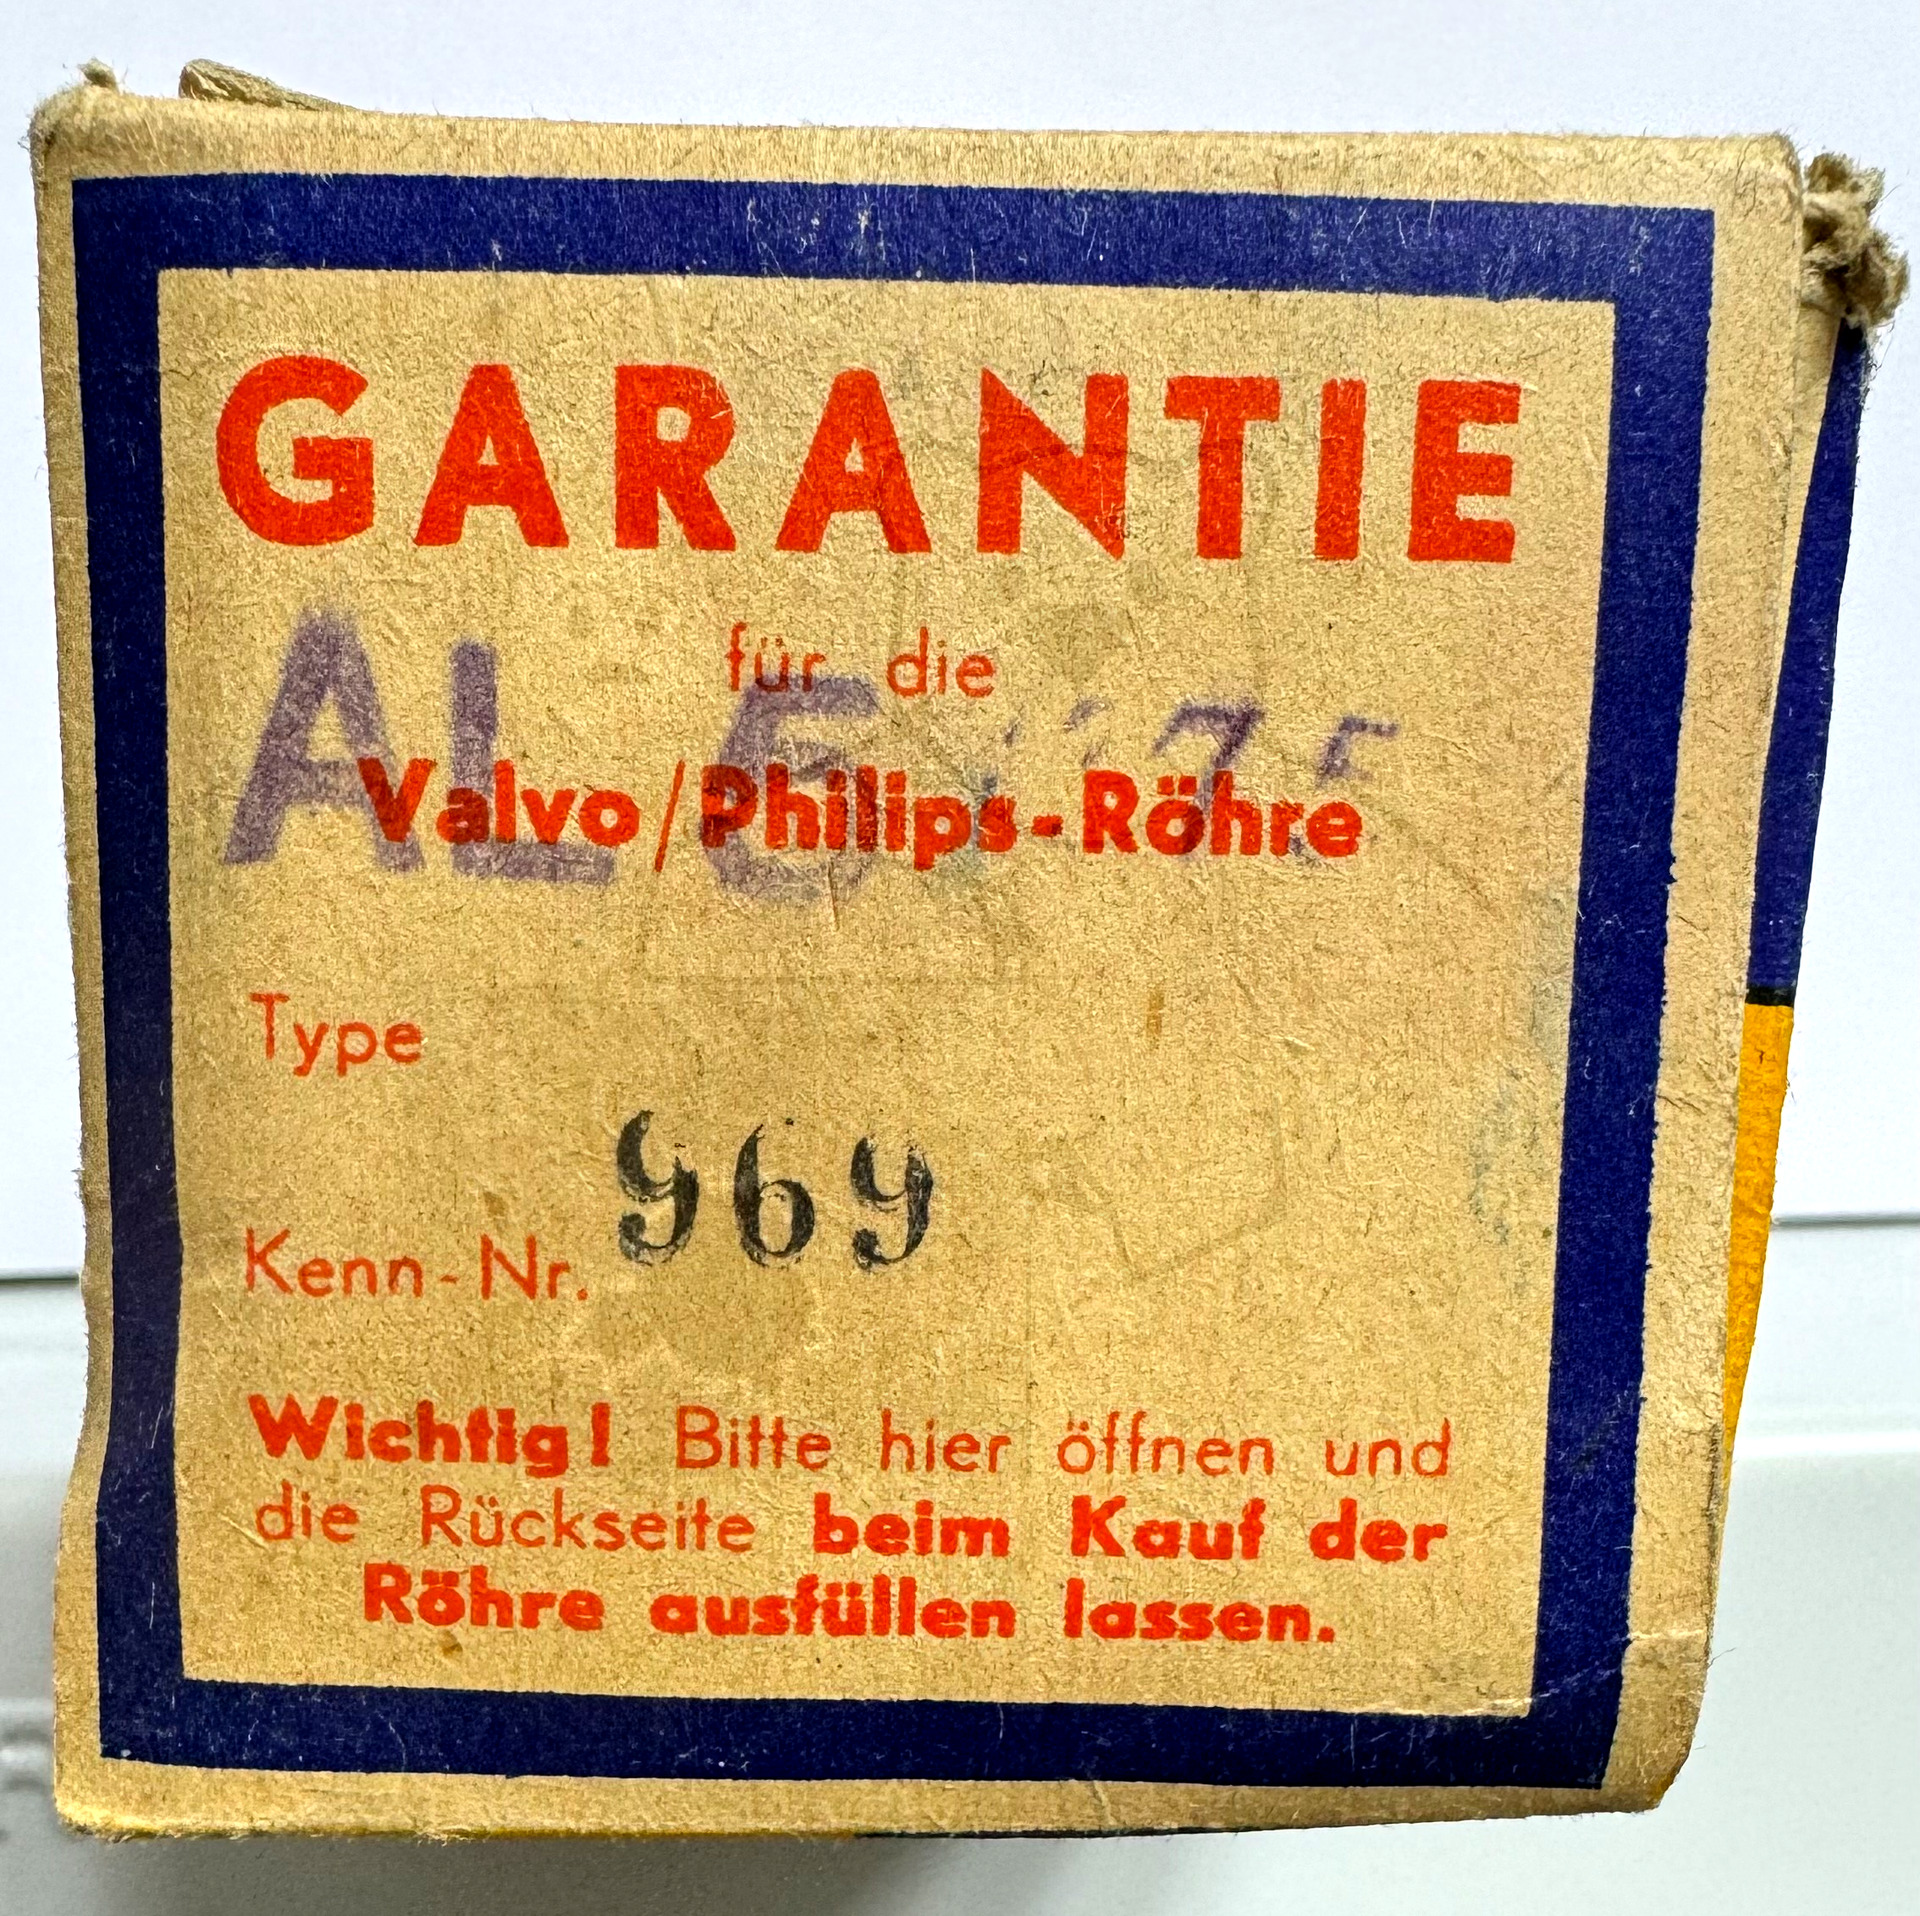 GARANTIE
für die
AL 5
Valvo/Philips-Röhre
Type
969
Kenn-Nr.
Wichtig! Bitte hier öffnen und
die Rückseite beim Kauf der
Röhre ausfüllen lassen.